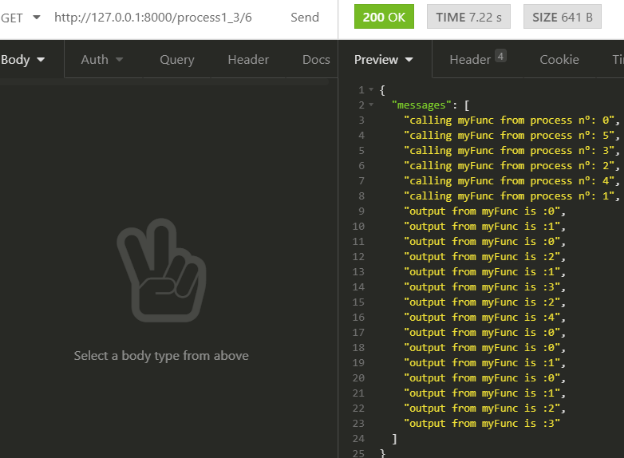 GET http://127.0.0.1:8000/process1_3/6 Send 200 OK TIME 7.22 s SIZE 641 B
Body Auth Query Header Docs Preview Header 4 Cookie
1 {
2 "messages": [
3 "calling myFunc from process nº: 0",
4 "calling myFunc from process nº: 5",
5 "calling myFunc from process nº: 3",
6 "calling myFunc from process nº: 2",
7 "calling myFunc from process nº: 4",
8 "calling myFunc from process nº: 1",
9 "output from myFunc is :0",
10 "output from myFunc is :1",
11 "output from myFunc is :0",
12 "output from myFunc is :2",
13 "output from myFunc is :1",
14 "output from myFunc is :3",
15 "output from myFunc is :2",
16 "output from myFunc is :4",
17 "output from myFunc is :0",
18 "output from myFunc is :0",
19 "output from myFunc is :1",
20 "output from myFunc is :0",
21 "output from myFunc is :1",
22 "output from myFunc is :2",
23 "output from myFunc is :3"
24 ]
25 }
Select a body type from above